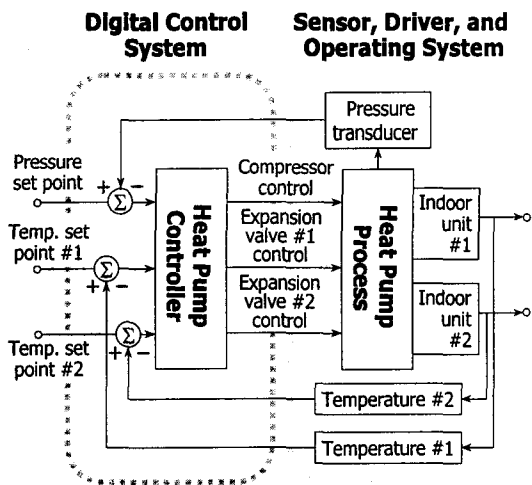 Digital Control
System
Sensor, Driver, and
Operating System
Pressure
transducer
Pressure
set point
+
−
Σ
Compressor
control
Temp. set
point #1
+
−
Σ
Heat Pump
Controller
Expansion
valve #1
control
Heat Pump
Process
Indoor
unit
#1
Expansion
valve #2
control
Indoor
unit
#2
Temp. set
point #2
+
−
Σ
Temperature #2
Temperature #1